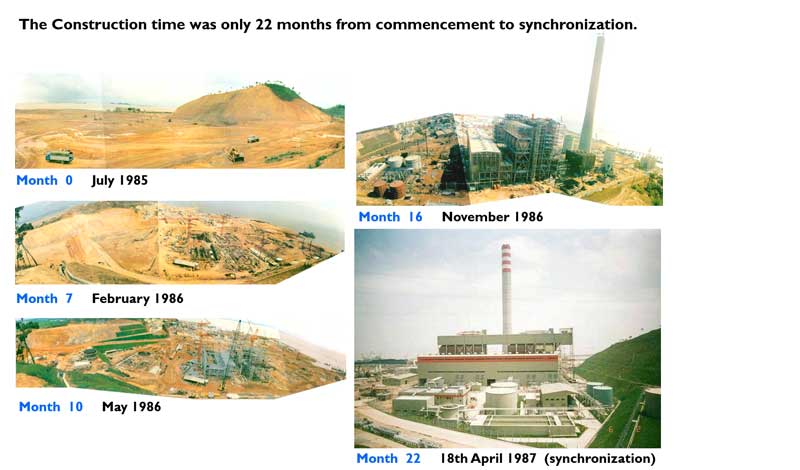 The Construction time was only 22 months from commencement to synchronization.
Month 0 July 1985
Month 7 February 1986
Month 10 May 1986
Month 16 November 1986
Month 22 18th April 1987 (synchronization)